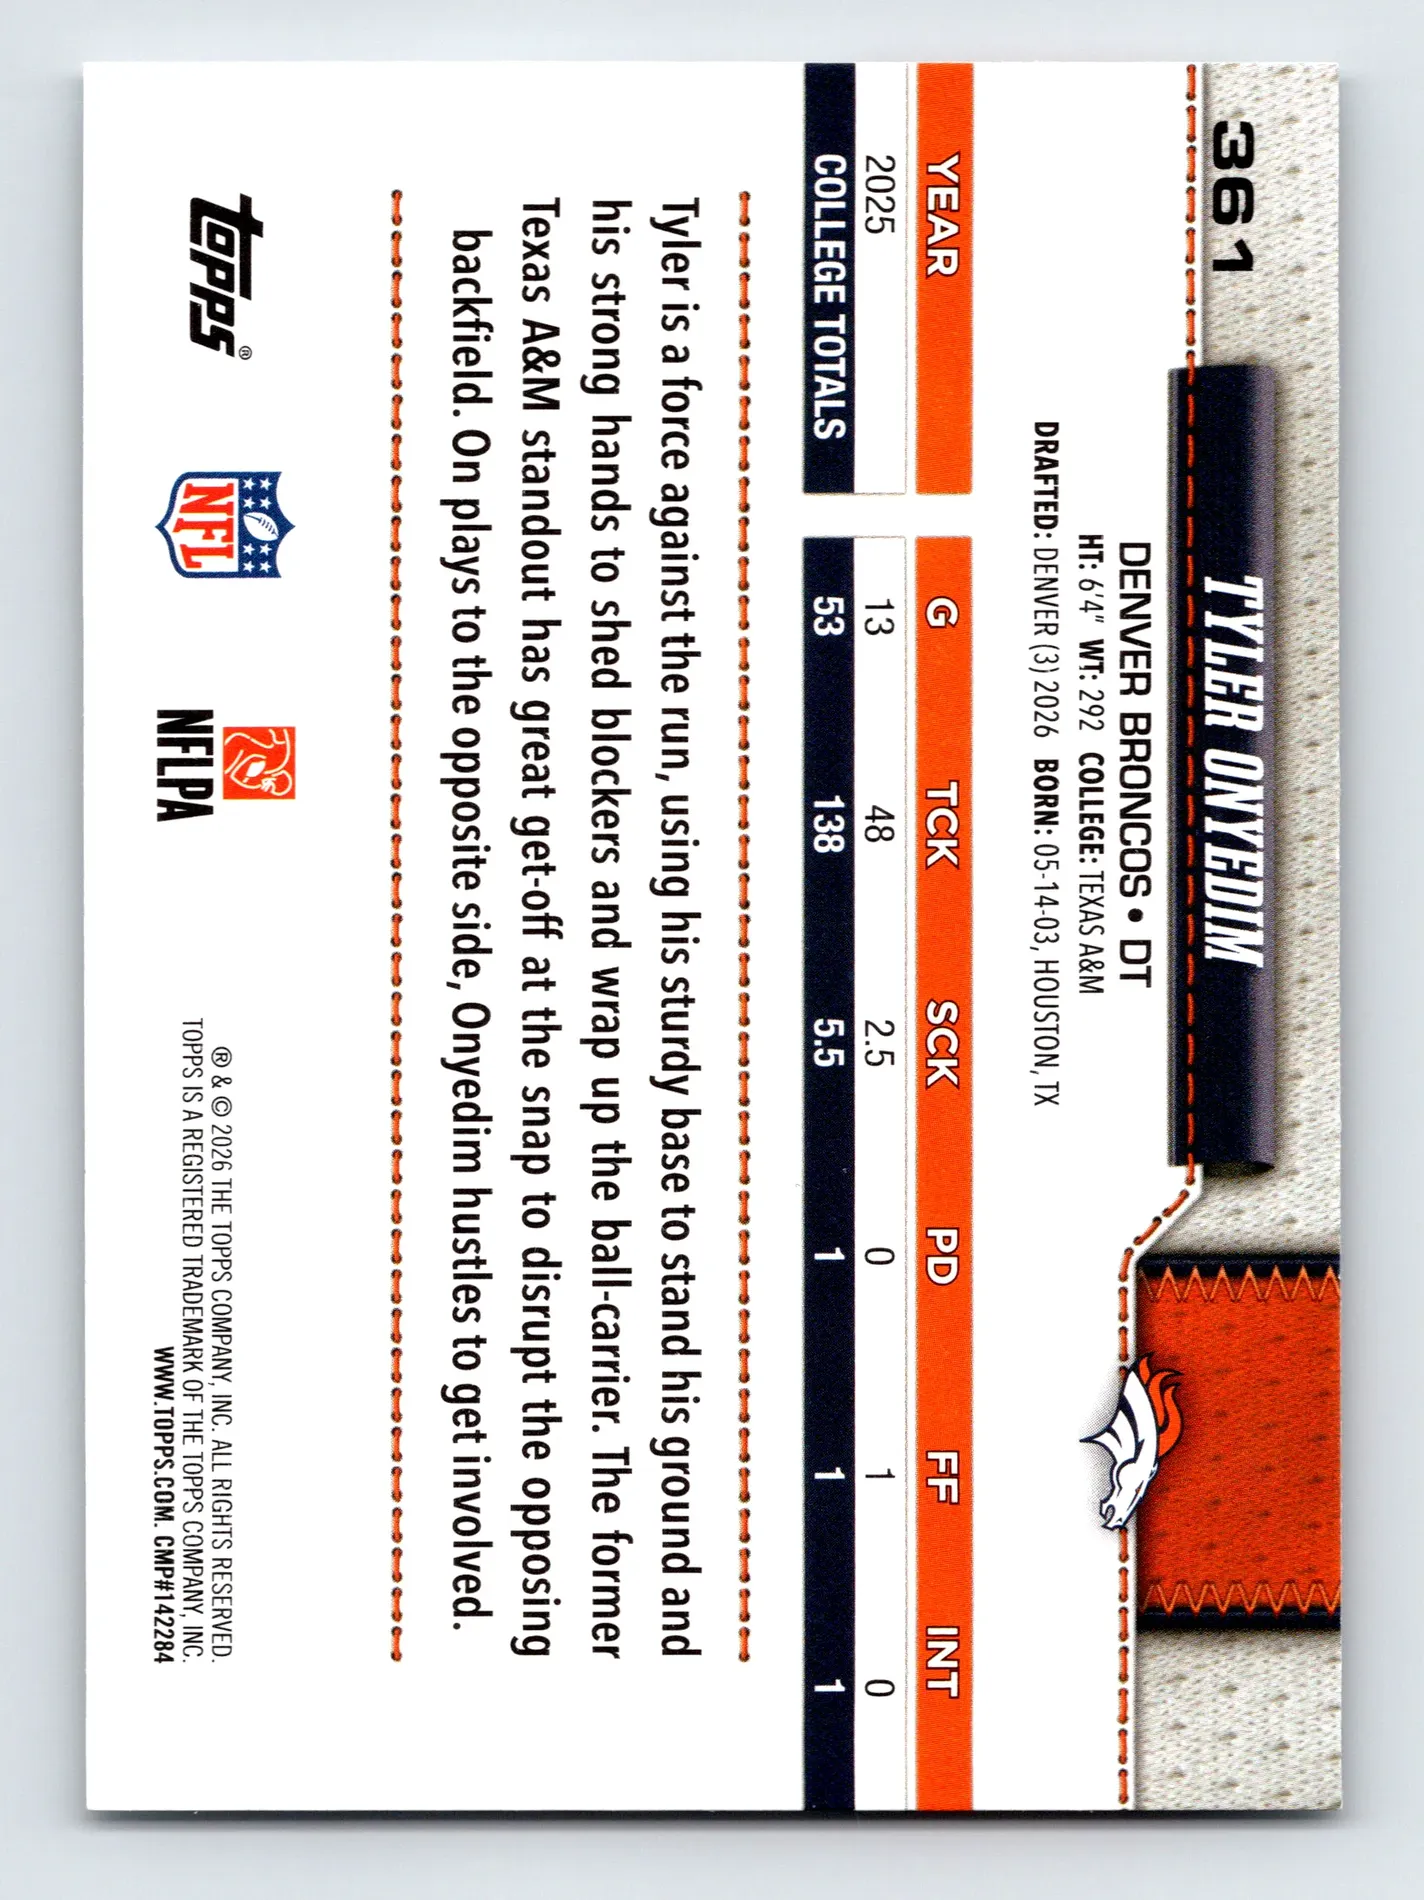 361
TYLER ONYEDIM
DENVER BRONCOS • DT
HT: 6'4" WT: 292 COLLEGE: TEXAS A&M
DRAFTED: DENVER (3) 2026 BORN: 05-14-03, HOUSTON, TX
YEAR G TCK SCK PD FF INT
2025 13 48 2.5 0 1 0
COLLEGE TOTALS 53 138 5.5 1 1 1
Tyler is a force against the run, using his sturdy base to stand his ground and
his strong hands to shed blockers and wrap up the ball-carrier. The former
Texas A&M standout has great get-off at the snap to disrupt the opposing
backfield. On plays to the opposite side, Onyedim hustles to get involved.
topps®
NFL
NFLPA
® & © 2026 THE TOPPS COMPANY, INC. ALL RIGHTS RESERVED.
TOPPS IS A REGISTERED TRADEMARK OF THE TOPPS COMPANY, INC.
WWW.TOPPS.COM. CMP#142284